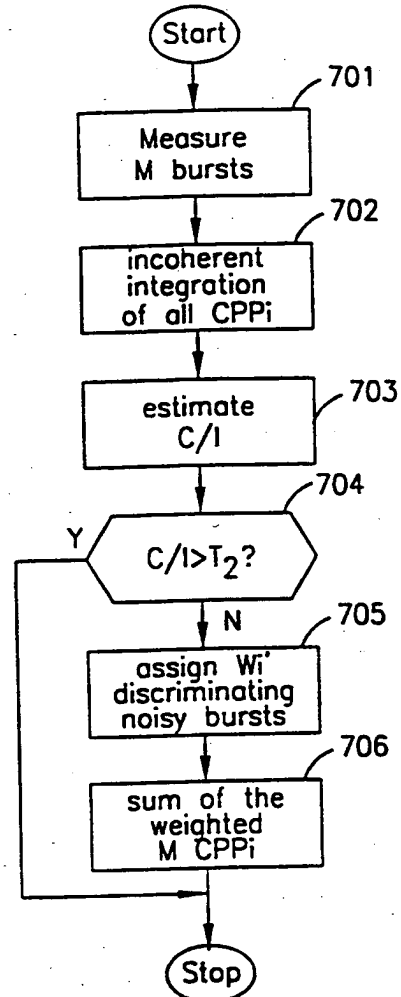 Start
701
Measure
M bursts
702
incoherent
integration
of all CPPi
703
estimate
C/I
704
Y
C/I>T2?
N
705
assign Wi'
discriminating
noisy bursts
706
sum of the
weighted
M CPPi
Stop